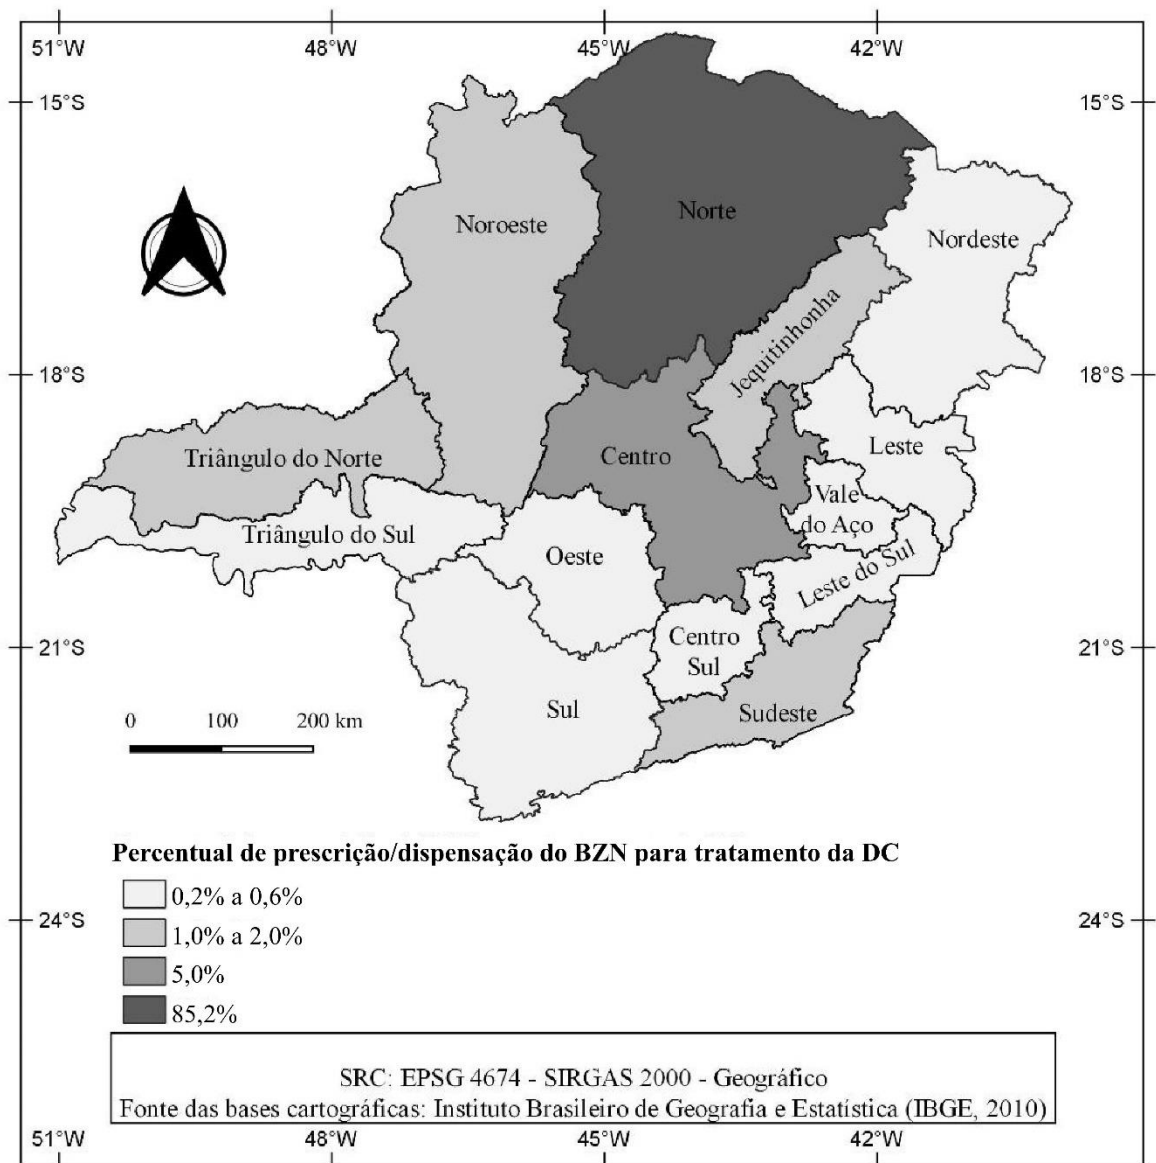 51°W 48°W 45°W 42°W
15°S 15°S
Norte
Noroeste
Nordeste
Jequitinhonha
18°S 18°S
Leste
Centro
Triângulo do Norte
Vale
do Aço
Triângulo do Sul
Oeste
Leste do Sul
Centro
Sul
21°S 21°S
Sul
Sudeste
0 100 200 km
Percentual de prescrição/dispensação do BZN para tratamento da DC
0,2% a 0,6%
24°S 24°S
1,0% a 2,0%
5,0%
85,2%
SRC: EPSG 4674 - SIRGAS 2000 - Geográfico
Fonte das bases cartográficas: Instituto Brasileiro de Geografia e Estatística (IBGE, 2010)
51°W 48°W 45°W 42°W